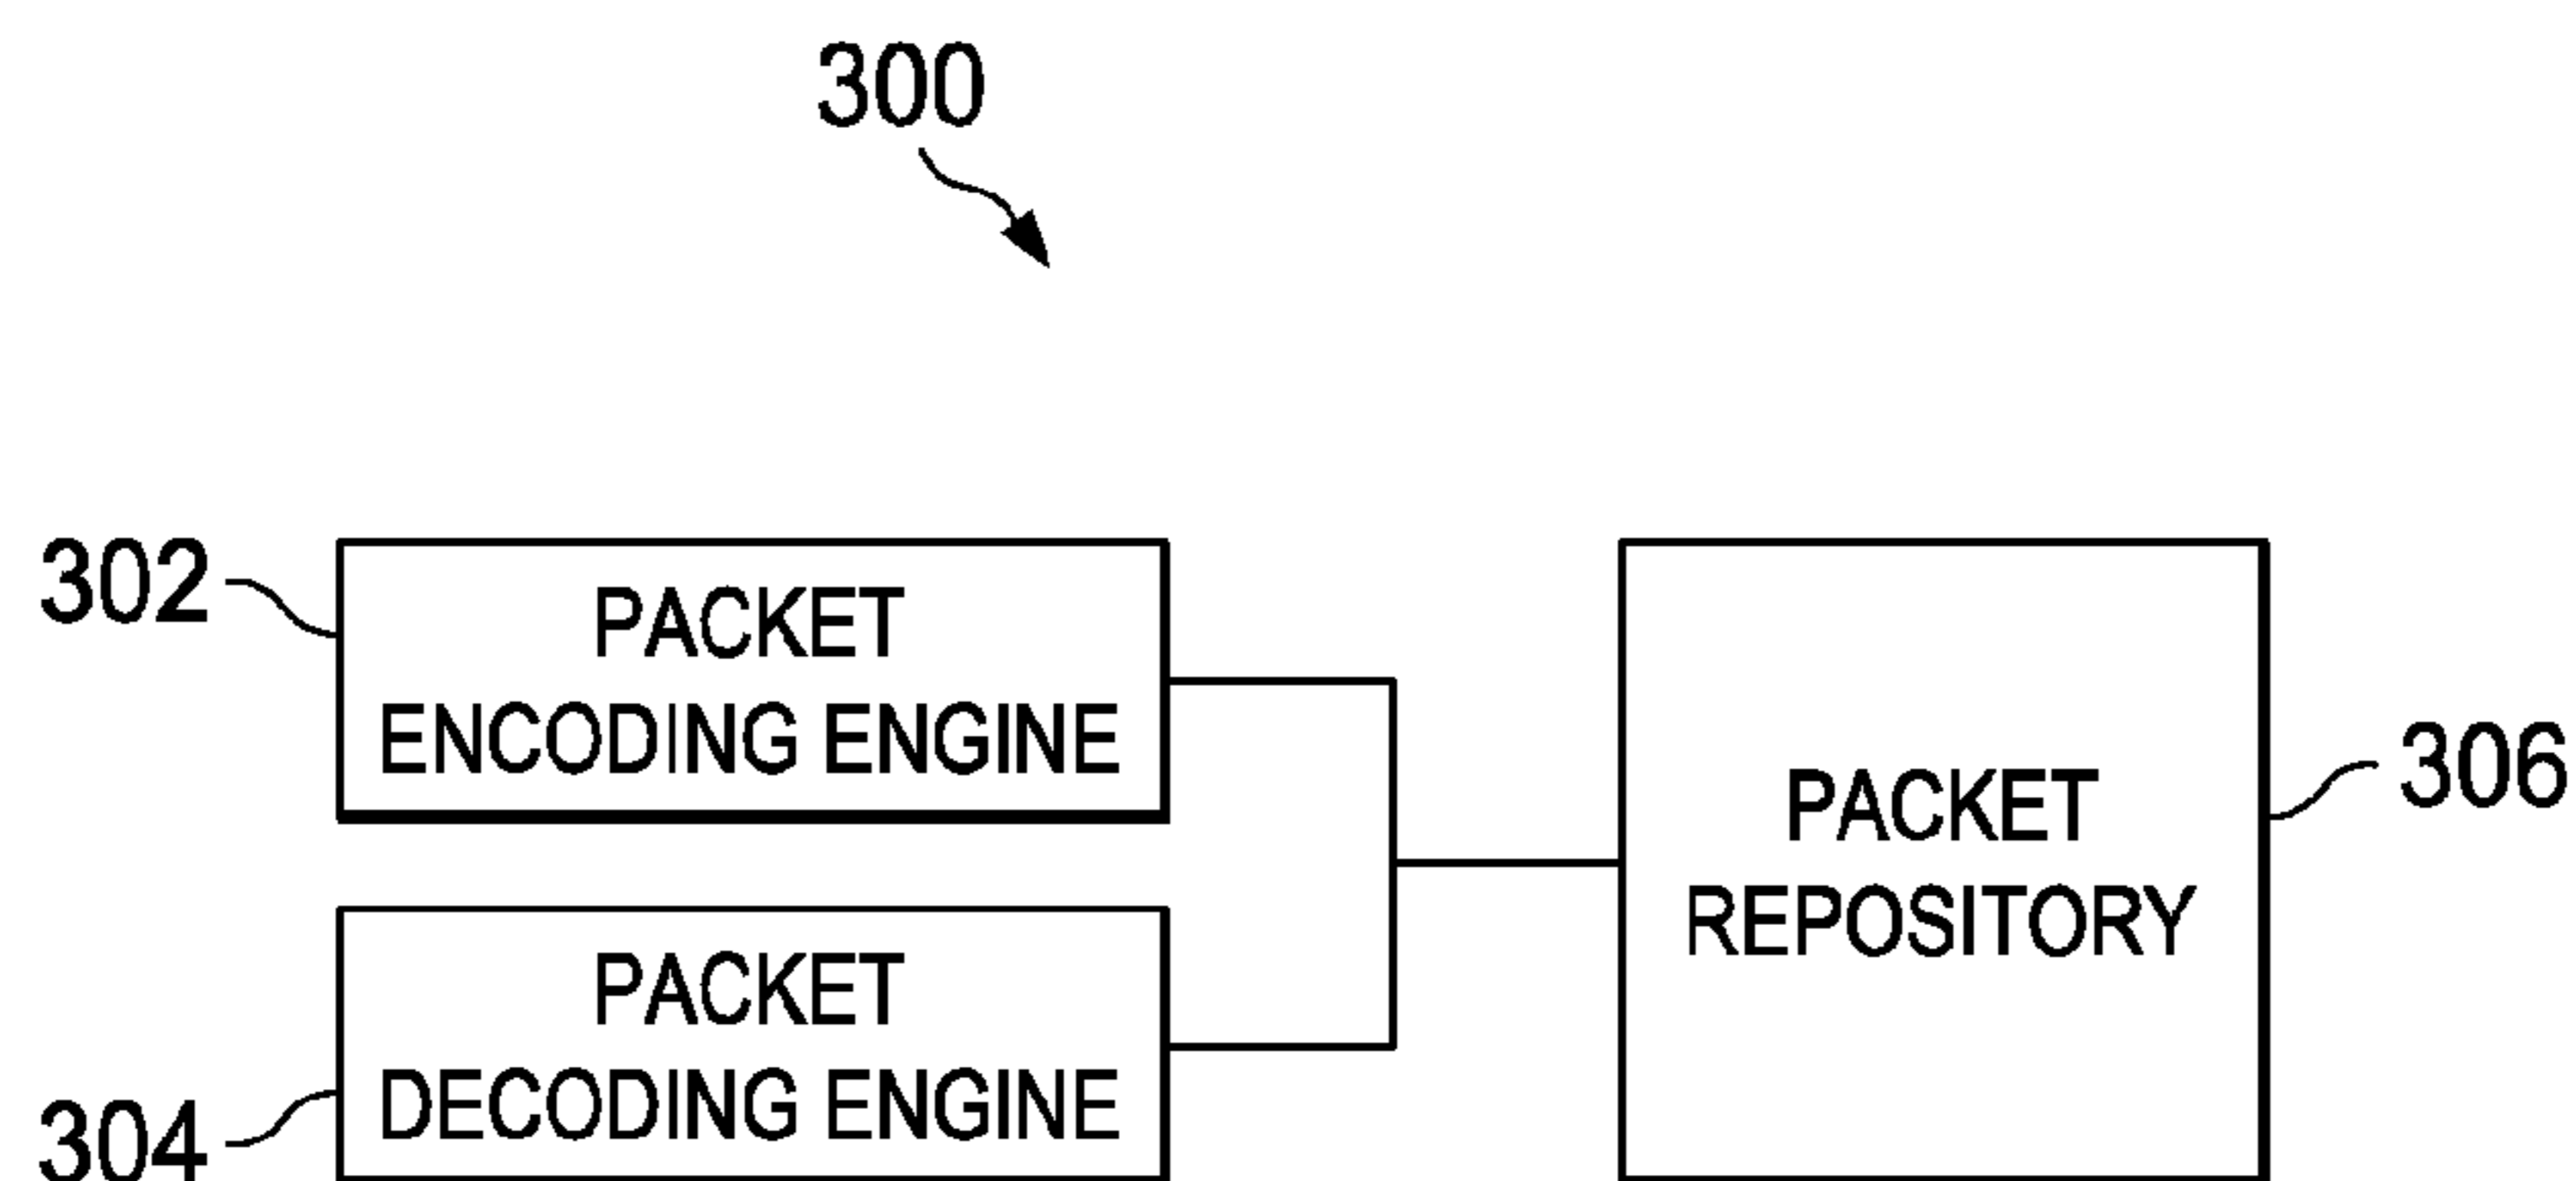 300
302
PACKET
ENCODING ENGINE
PACKET
REPOSITORY
306
PACKET
DECODING ENGINE
304